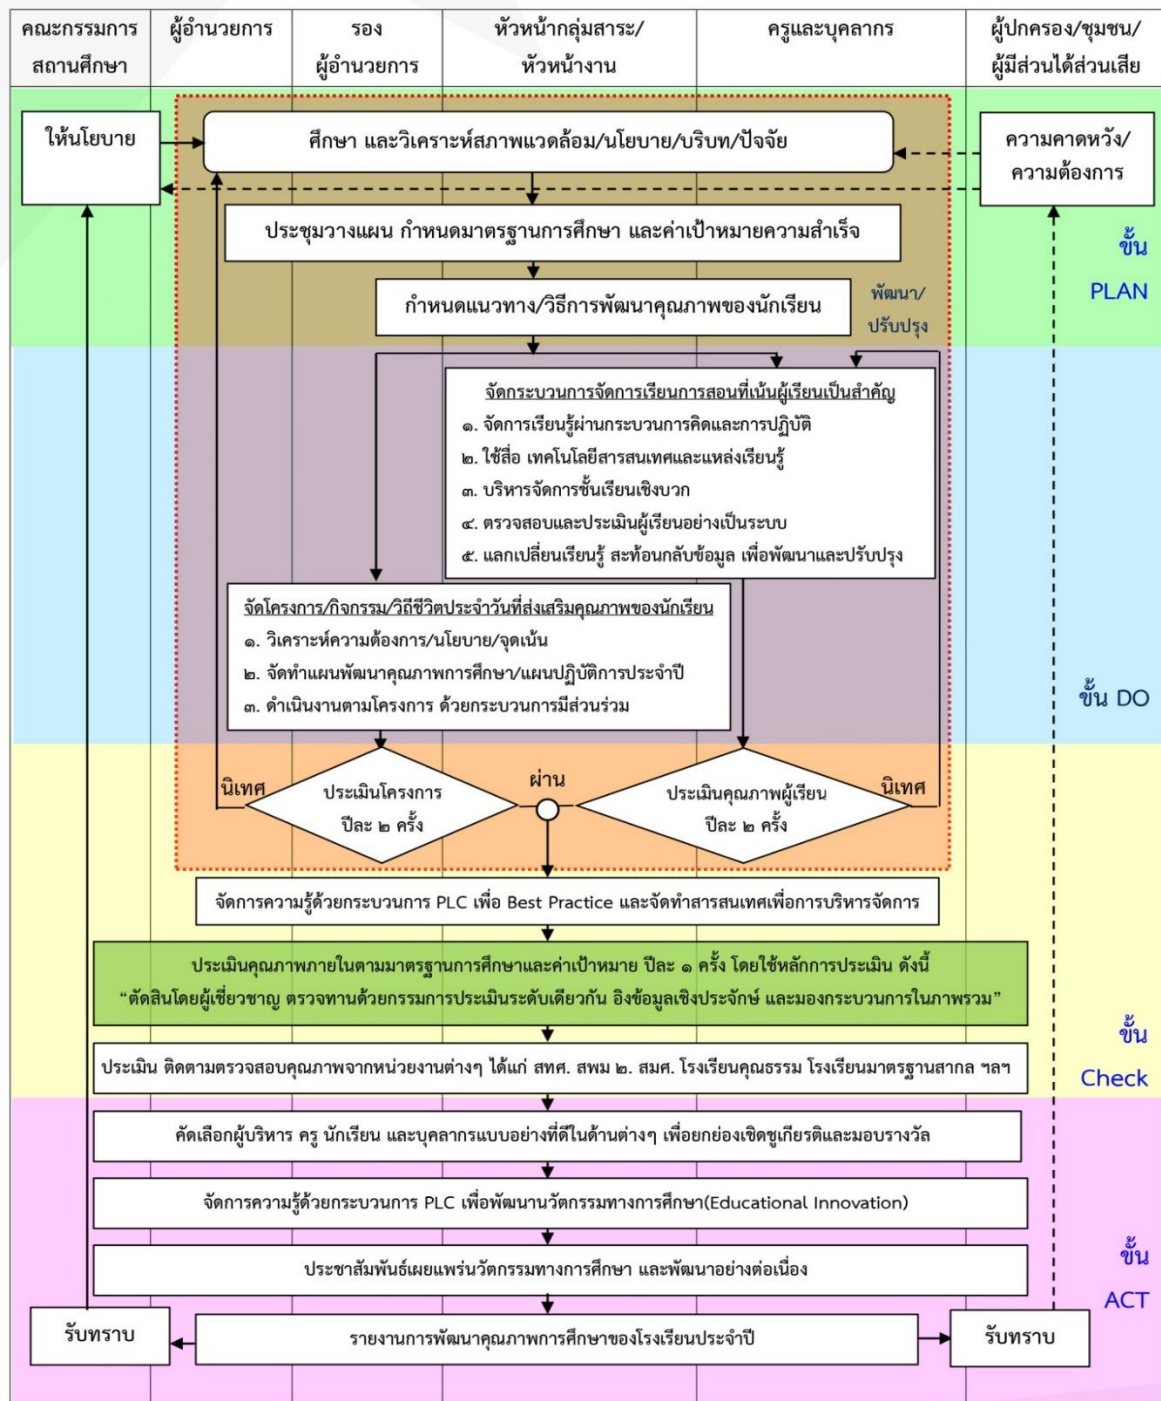 คณะกรรมการ
สถานศึกษา
ผู้อำนวยการ
รอง
ผู้อำนวยการ
หัวหน้ากลุ่มสาระ/
หัวหน้างาน
ครูและบุคลากร
ผู้ปกครอง/ชุมชน/
ผู้มีส่วนได้ส่วนเสีย
ให้นโยบาย
ศึกษา และวิเคราะห์สภาพแวดล้อม/นโยบาย/บริบท/ปัจจัย
ความคาดหวัง/
ความต้องการ
ประชุมวางแผน กำหนดมาตรฐานการศึกษา และค่าเป้าหมายความสำเร็จ
ขั้น
PLAN
กำหนดแนวทาง/วิธีการพัฒนาคุณภาพของนักเรียน
พัฒนา/
ปรับปรุง
จัดกระบวนการจัดการเรียนการสอนที่เน้นผู้เรียนเป็นสำคัญ
๑. จัดการเรียนรู้ผ่านกระบวนการคิดและการปฏิบัติ
๒. ใช้สื่อ เทคโนโลยีสารสนเทศและแหล่งเรียนรู้
๓. บริหารจัดการชั้นเรียนเชิงบวก
๔. ตรวจสอบและประเมินผู้เรียนอย่างเป็นระบบ
๕. แลกเปลี่ยนเรียนรู้ สะท้อนกลับข้อมูล เพื่อพัฒนาและปรับปรุง
จัดโครงการ/กิจกรรม/วิถีชีวิตประจำวันที่ส่งเสริมคุณภาพของนักเรียน
๑. วิเคราะห์ความต้องการ/นโยบาย/จุดเน้น
๒. จัดทำแผนพัฒนาคุณภาพการศึกษา/แผนปฏิบัติการประจำปี
๓. ดำเนินงานตามโครงการ ด้วยกระบวนการมีส่วนร่วม
ขั้น DO
นิเทศ
ประเมินโครงการ
ปีละ ๒ ครั้ง
ผ่าน
ประเมินคุณภาพผู้เรียน
ปีละ ๒ ครั้ง
นิเทศ
จัดการความรู้ด้วยกระบวนการ PLC เพื่อ Best Practice และจัดทำสารสนเทศเพื่อการบริหารจัดการ
ประเมินคุณภาพภายในตามมาตรฐานการศึกษาและค่าเป้าหมาย ปีละ ๑ ครั้ง โดยใช้หลักการประเมิน ดังนี้
“ตัดสินโดยผู้เชี่ยวชาญ ตรวจทานด้วยกรรมการประเมินระดับเดียวกัน อิงข้อมูลเชิงประจักษ์ และมองกระบวนการในภาพรวม”
ขั้น
Check
ประเมิน ติดตามตรวจสอบคุณภาพจากหน่วยงานต่างๆ ได้แก่ สทศ. สพม ๒. สมศ. โรงเรียนคุณธรรม โรงเรียนมาตรฐานสากล ฯลฯ
คัดเลือกผู้บริหาร ครู นักเรียน และบุคลากรแบบอย่างที่ดีในด้านต่างๆ เพื่อยกย่องเชิดชูเกียรติและมอบรางวัล
จัดการความรู้ด้วยกระบวนการ PLC เพื่อพัฒนานวัตกรรมทางการศึกษา(Educational Innovation)
ประชาสัมพันธ์เผยแพร่นวัตกรรมทางการศึกษา และพัฒนาอย่างต่อเนื่อง
ขั้น
ACT
รับทราบ
รายงานการพัฒนาคุณภาพการศึกษาของโรงเรียนประจำปี
รับทราบ